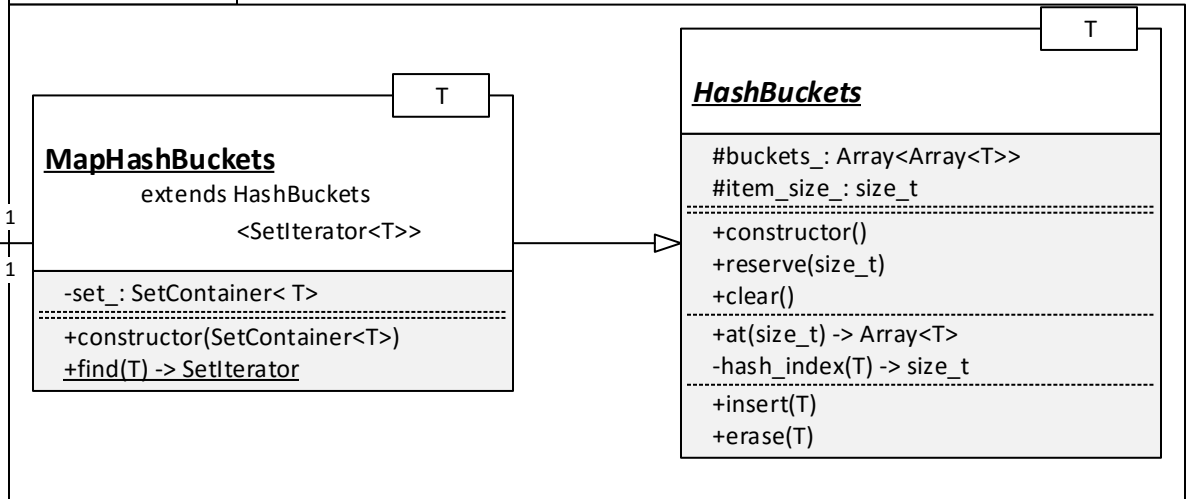 T
MapHashBuckets
extends HashBuckets
<SetIterator<T>>
-set_: SetContainer< T>
+constructor(SetContainer<T>)
+find(T) -> SetIterator
1
1
T
HashBuckets
#buckets_: Array<Array<T>>
#item_size_: size_t
+constructor()
+reserve(size_t)
+clear()
+at(size_t) -> Array<T>
-hash_index(T) -> size_t
+insert(T)
+erase(T)